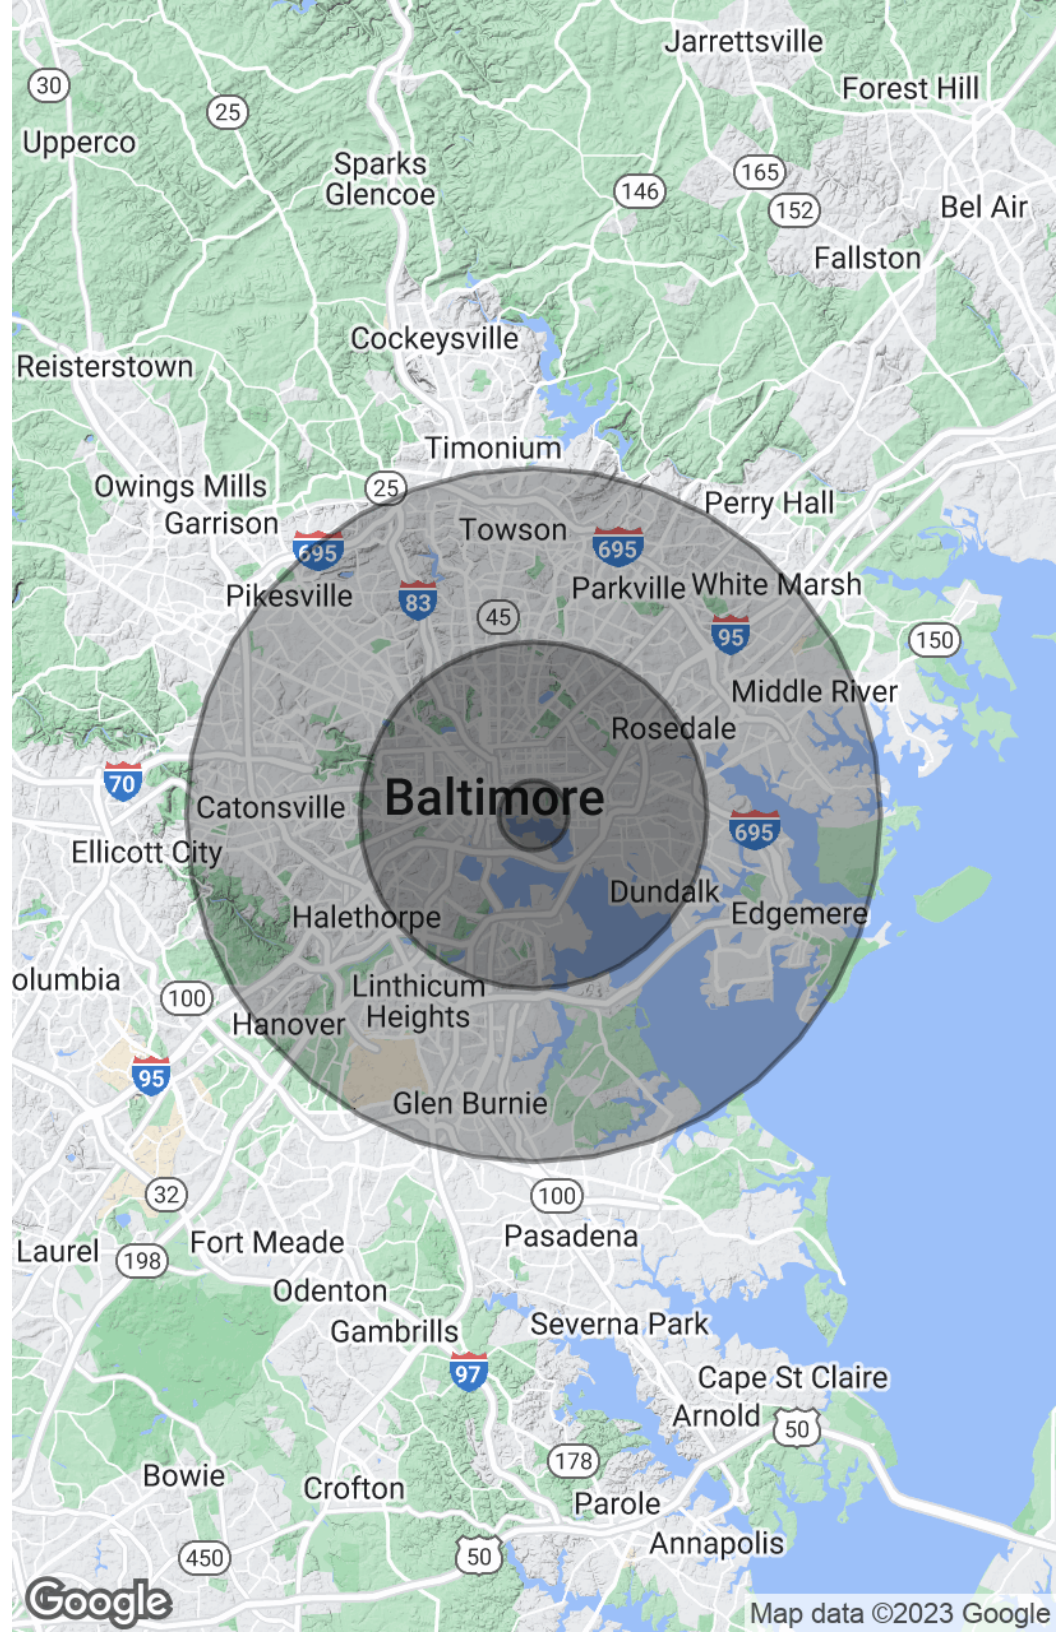 Jarrettsville
30
Forest Hill
25
Upperco
Sparks
Glencoe
165
146
152
Bel Air
Fallston
Cockeysville
Reisterstown
Timonium
Owings Mills
25
Perry Hall
Garrison
Towson
695
695
Pikesville
83
Parkville
White Marsh
45
95
150
Middle River
Rosedale
70
Baltimore
Catonsville
695
Ellicott City
Dundalk
Edgemere
Halethorpe
olumbia
Linthicum
Heights
100
Hanover
95
Glen Burnie
32
100
Pasadena
Laurel
198
Fort Meade
Odenton
Severna Park
Gambrills
97
Cape St Claire
Arnold
50
178
Bowie
Crofton
Parole
Annapolis
450
50
Google
Map data ©2023 Google